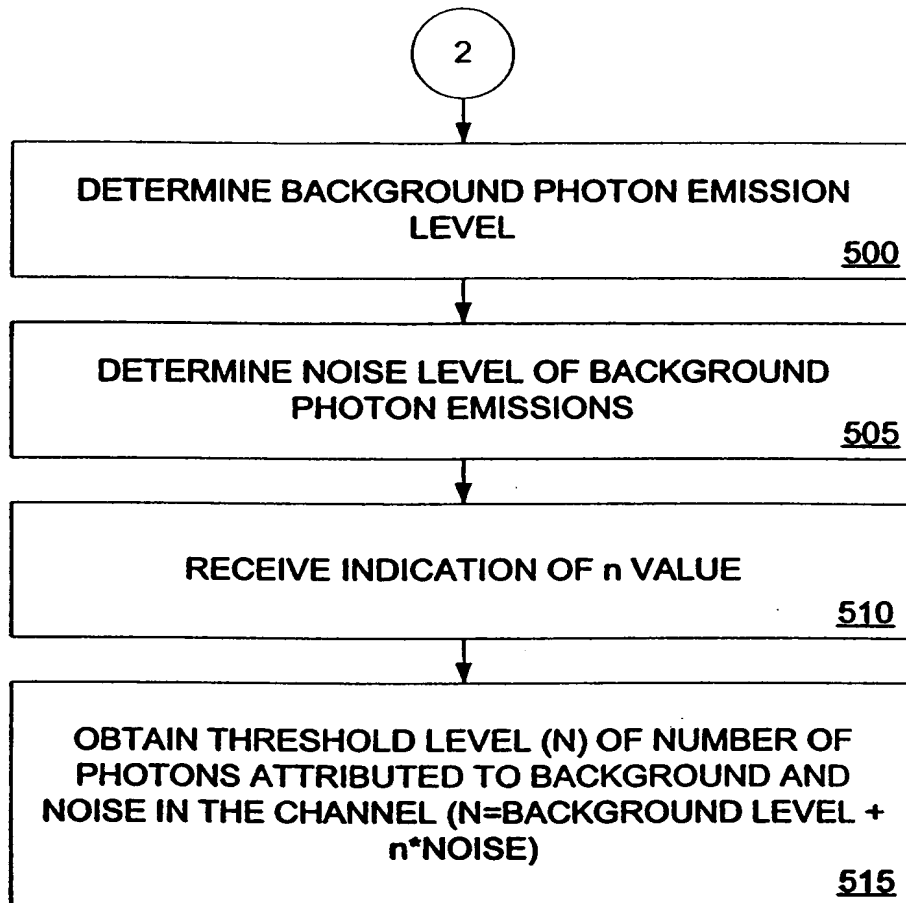 2
DETERMINE BACKGROUND PHOTON EMISSION
LEVEL
500
DETERMINE NOISE LEVEL OF BACKGROUND
PHOTON EMISSIONS
505
RECEIVE INDICATION OF n VALUE
510
OBTAIN THRESHOLD LEVEL (N) OF NUMBER OF
PHOTONS ATTRIBUTED TO BACKGROUND AND
NOISE IN THE CHANNEL (N=BACKGROUND LEVEL +
n*NOISE)
515